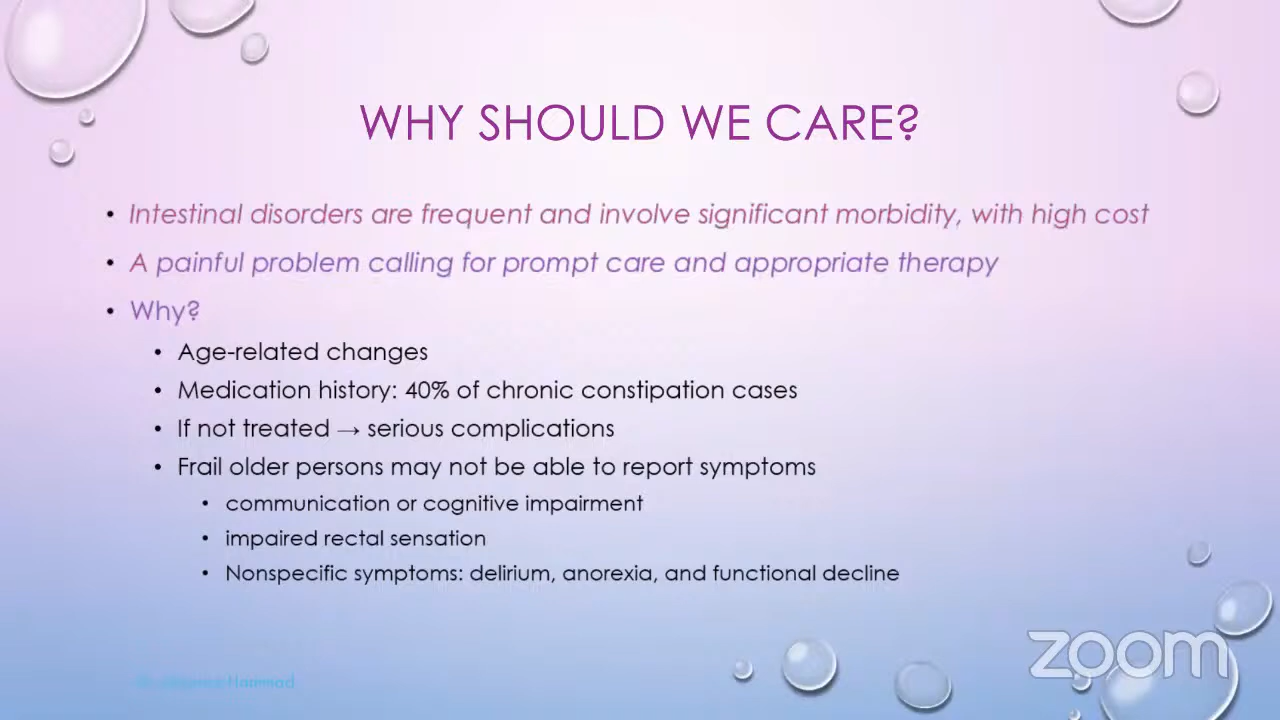 WHY SHOULD WE CARE?
• Intestinal disorders are frequent and involve significant morbidity, with high cost
• A painful problem calling for prompt care and appropriate therapy
• Why?
• Age-related changes
• Medication history: 40% of chronic constipation cases
• If not treated → serious complications
• Frail older persons may not be able to report symptoms
• communication or cognitive impairment
• impaired rectal sensation
• Nonspecific symptoms: delirium, anorexia, and functional decline
zoom
Hammad